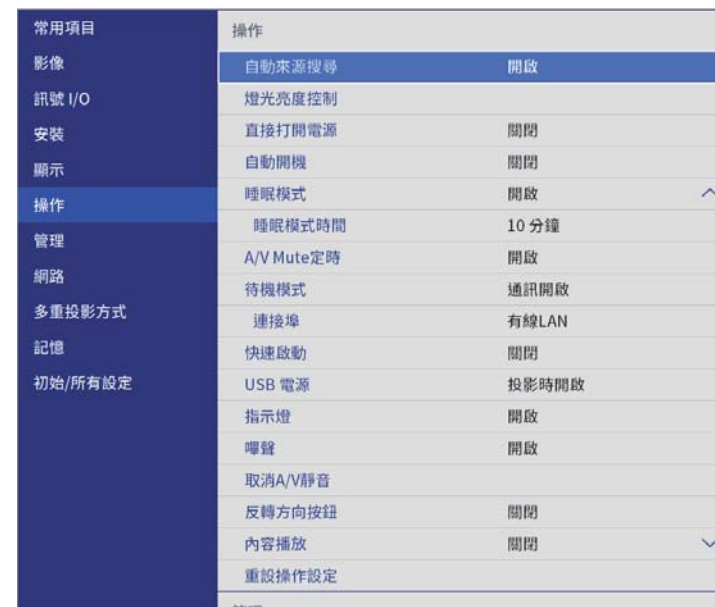 常用項目
影像
訊號 I/O
安裝
顯示
操作
管理
網路
多重投影方式
記憶
初始/所有設定
操作
自動來源搜尋 開啟
燈光亮度控制
直接打開電源 關閉
自動開機 關閉
睡眠模式 開啟
睡眠模式時間 10 分鐘
A/V Mute定時 開啟
待機模式 通訊開啟
連接埠 有線LAN
快速啟動 關閉
USB 電源 投影時開啟
指示燈 開啟
嗶聲 開啟
取消A/V靜音
反轉方向按鈕 關閉
內容播放 關閉
重設操作設定